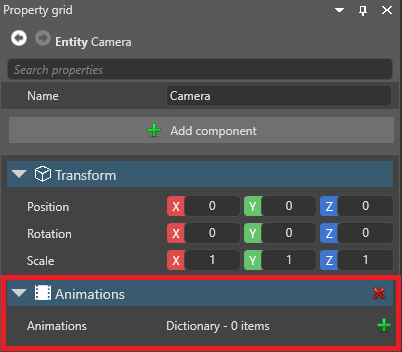 Property grid
Entity Camera
Search properties
Name Camera
Add component
Transform
Position X 0 Y 0 Z 0
Rotation X 0 Y 0 Z 0
Scale X 1 Y 1 Z 1
Animations
Animations Dictionary - 0 items